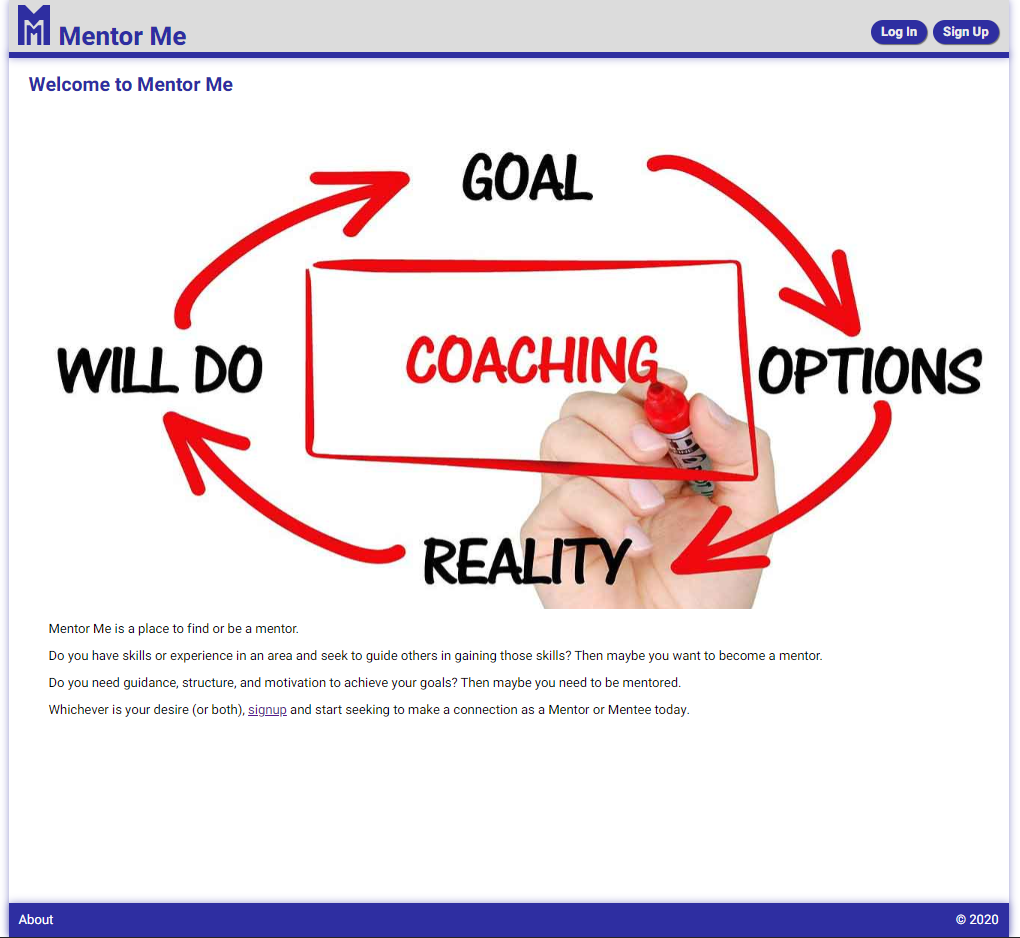 Mentor Me
Log In
Sign Up
Welcome to Mentor Me
GOAL
WILL DO
COACHING
OPTIONS
REALITY
Mentor Me is a place to find or be a mentor.
Do you have skills or experience in an area and seek to guide others in gaining those skills? Then maybe you want to become a mentor.
Do you need guidance, structure, and motivation to achieve your goals? Then maybe you need to be mentored.
Whichever is your desire (or both), signup and start seeking to make a connection as a Mentor or Mentee today.
About
© 2020